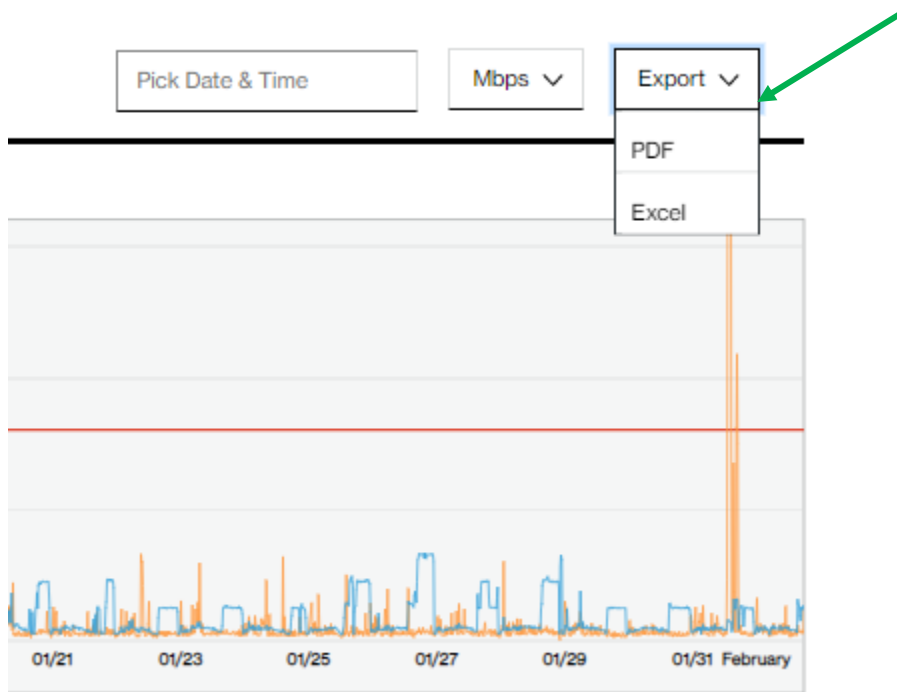 Pick Date & Time
Mbps
Export
PDF
Excel
01/21 01/23 01/25 01/27 01/29 01/31 February